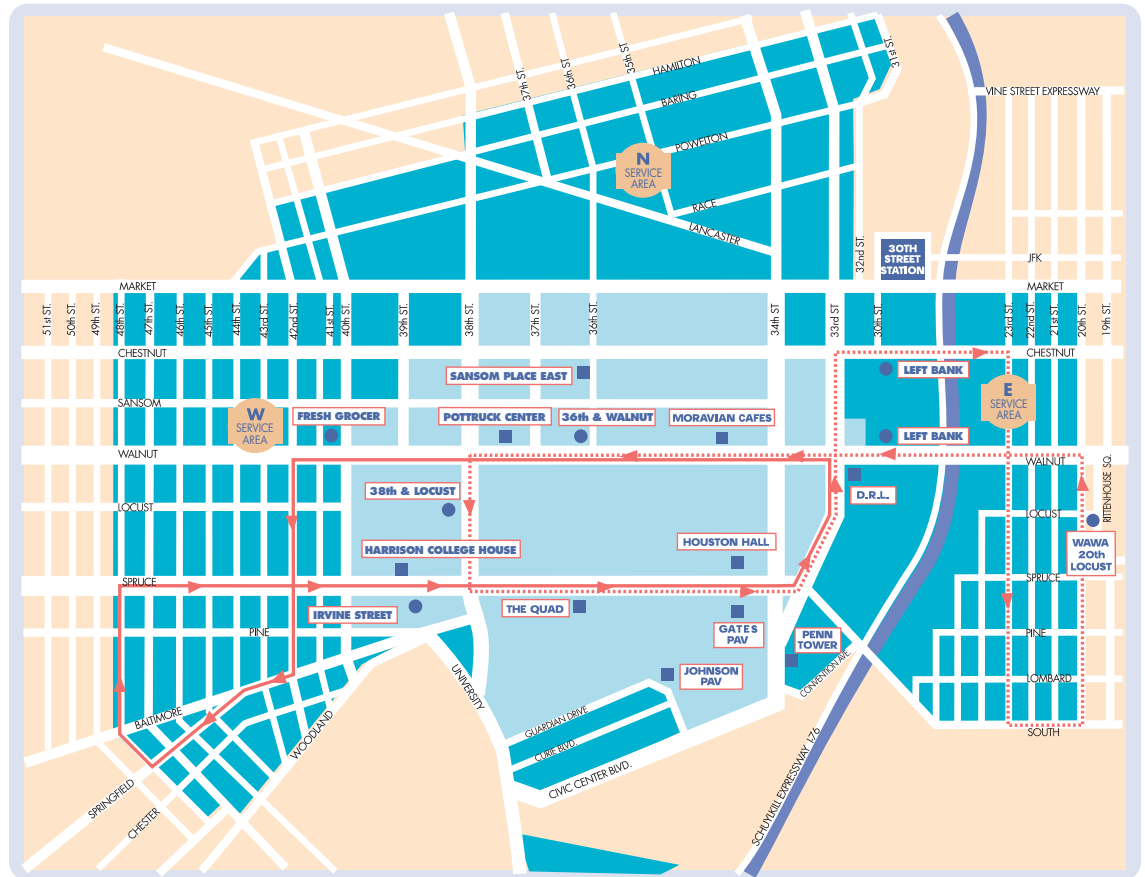 37th ST.
36th ST.
35th ST
31st ST.
HAMILTON
BARING
POWELTON
RACE
LANCASTER
VINE STREET EXPRESSWAY
N
SERVICE
AREA
32nd ST.
30TH
STREET
STATION
JFK
MARKET
MARKET
51st ST.
50th ST.
49th ST.
48th ST.
47th ST.
46th ST.
45th ST.
44th ST.
43rd ST.
42nd ST.
41st ST.
40th ST.
39th ST.
38th ST.
37th ST.
36th ST.
34th ST
33rd ST
30th ST.
23rd ST.
22nd ST.
21st ST.
20th ST.
19th ST.
CHESTNUT
CHESTNUT
SANSOM PLACE EAST
LEFT BANK
SANSOM
W
SERVICE
AREA
FRESH GROCER
POTTRUCK CENTER
36th & WALNUT
MORAVIAN CAFES
E
SERVICE
AREA
LEFT BANK
WALNUT
WALNUT
RITTENHOUSE SQ.
38th & LOCUST
D.R.L.
LOCUST
LOCUST
HARRISON COLLEGE HOUSE
HOUSTON HALL
WAWA
20th
LOCUST
SPRUCE
SPRUCE
IRVINE STREET
THE QUAD
GATES
PAV
PENN
TOWER
PINE
PINE
JOHNSON
PAV
CONVENTION AVE.
LOMBARD
UNIVERSITY
BALTIMORE
WOODLAND
GUARDIAN DRIVE
CURIE BLVD.
CIVIC CENTER BLVD.
SOUTH
SPRINGFIELD
CHESTER
SCHUYLKILL EXPRESSWAY 1-76